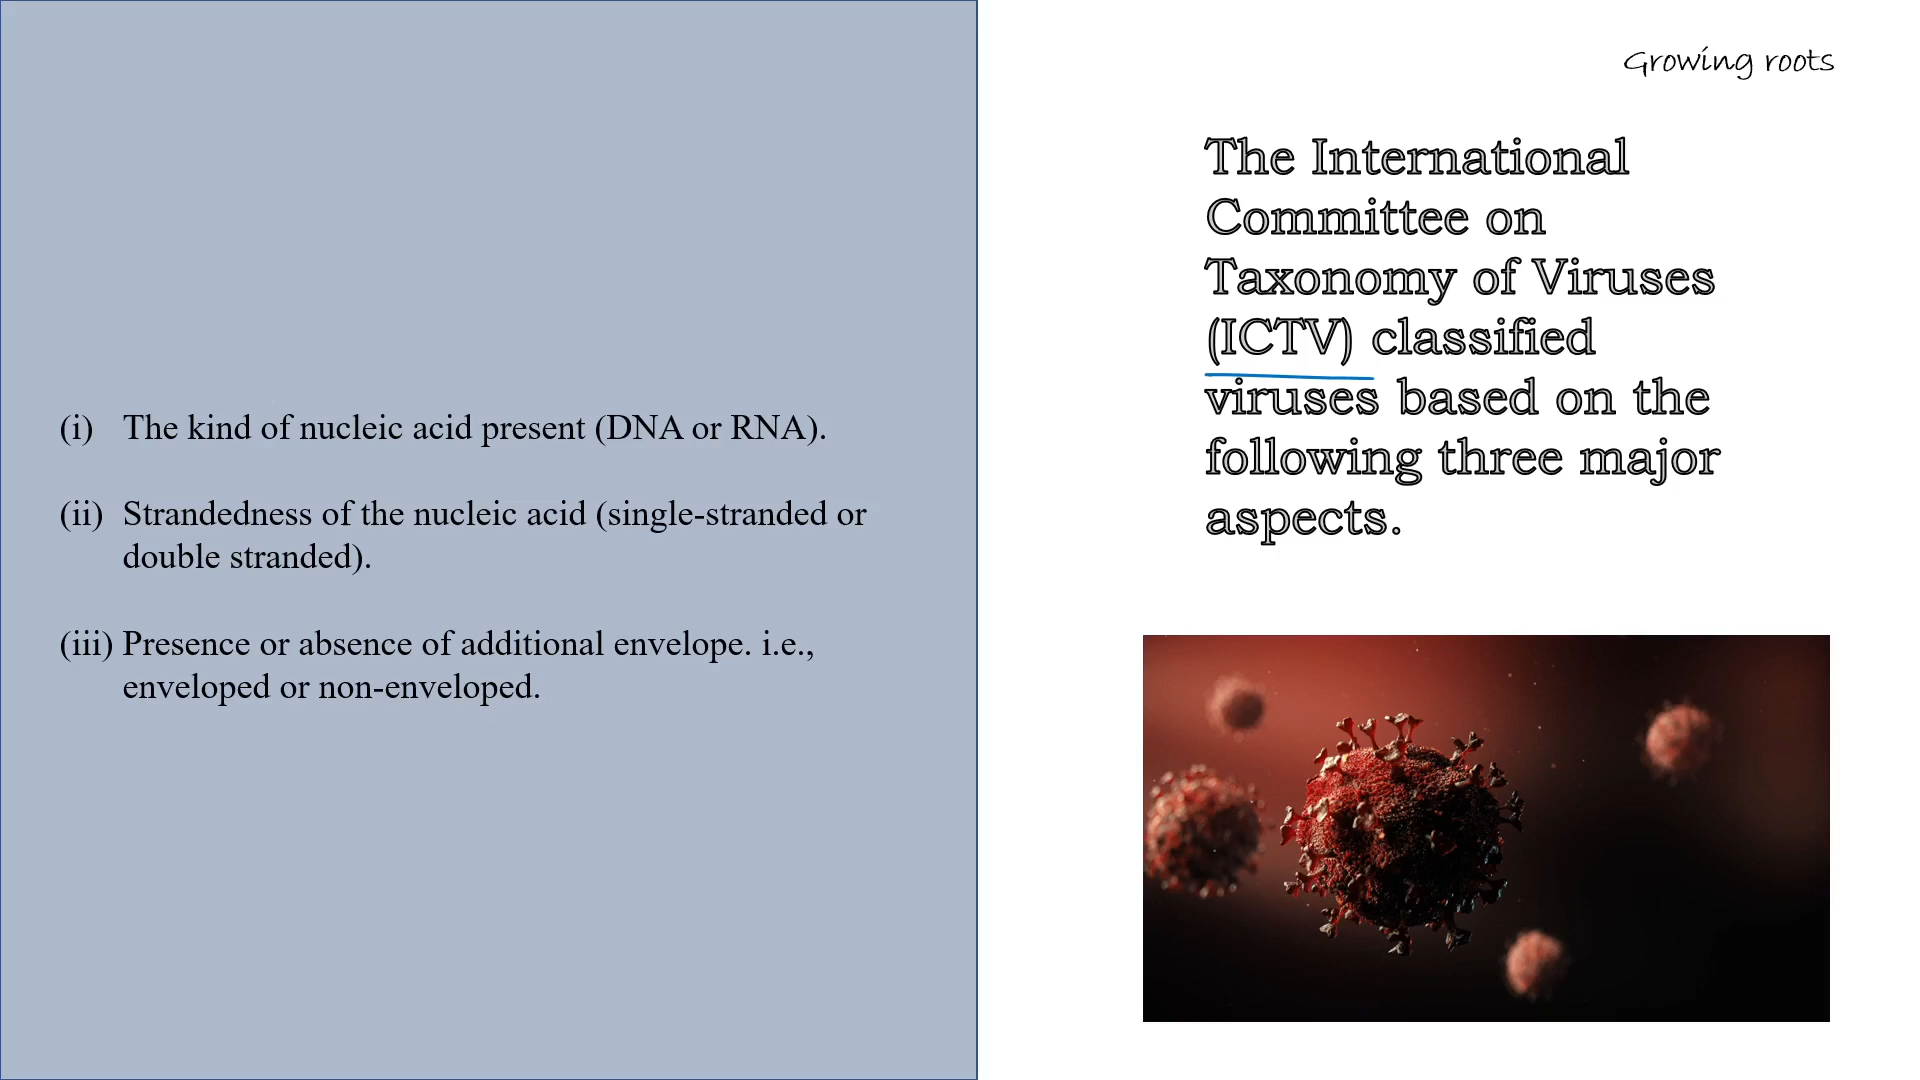 Growing roots
The International
Committee on
Taxonomy of Viruses
(ICTV) classified
viruses based on the
following three major
aspects.
(i) The kind of nucleic acid present (DNA or RNA).
(ii) Strandedness of the nucleic acid (single-stranded or
double stranded).
(iii) Presence or absence of additional envelope. i.e.,
enveloped or non-enveloped.